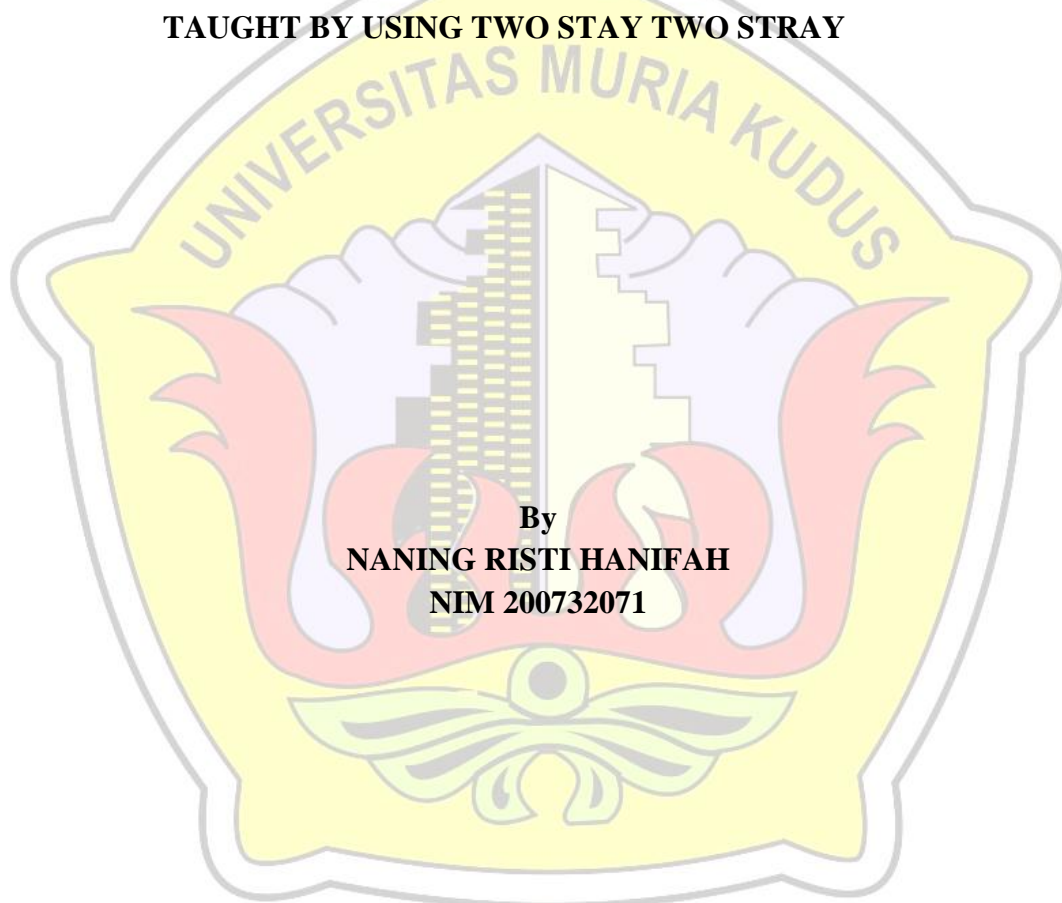 TAUGHT BY USING TWO STAY TWO STRAY
UNIVERSITAS MURIA KUDUS
By
NANING RISTI HANIFAH
NIM 200732071